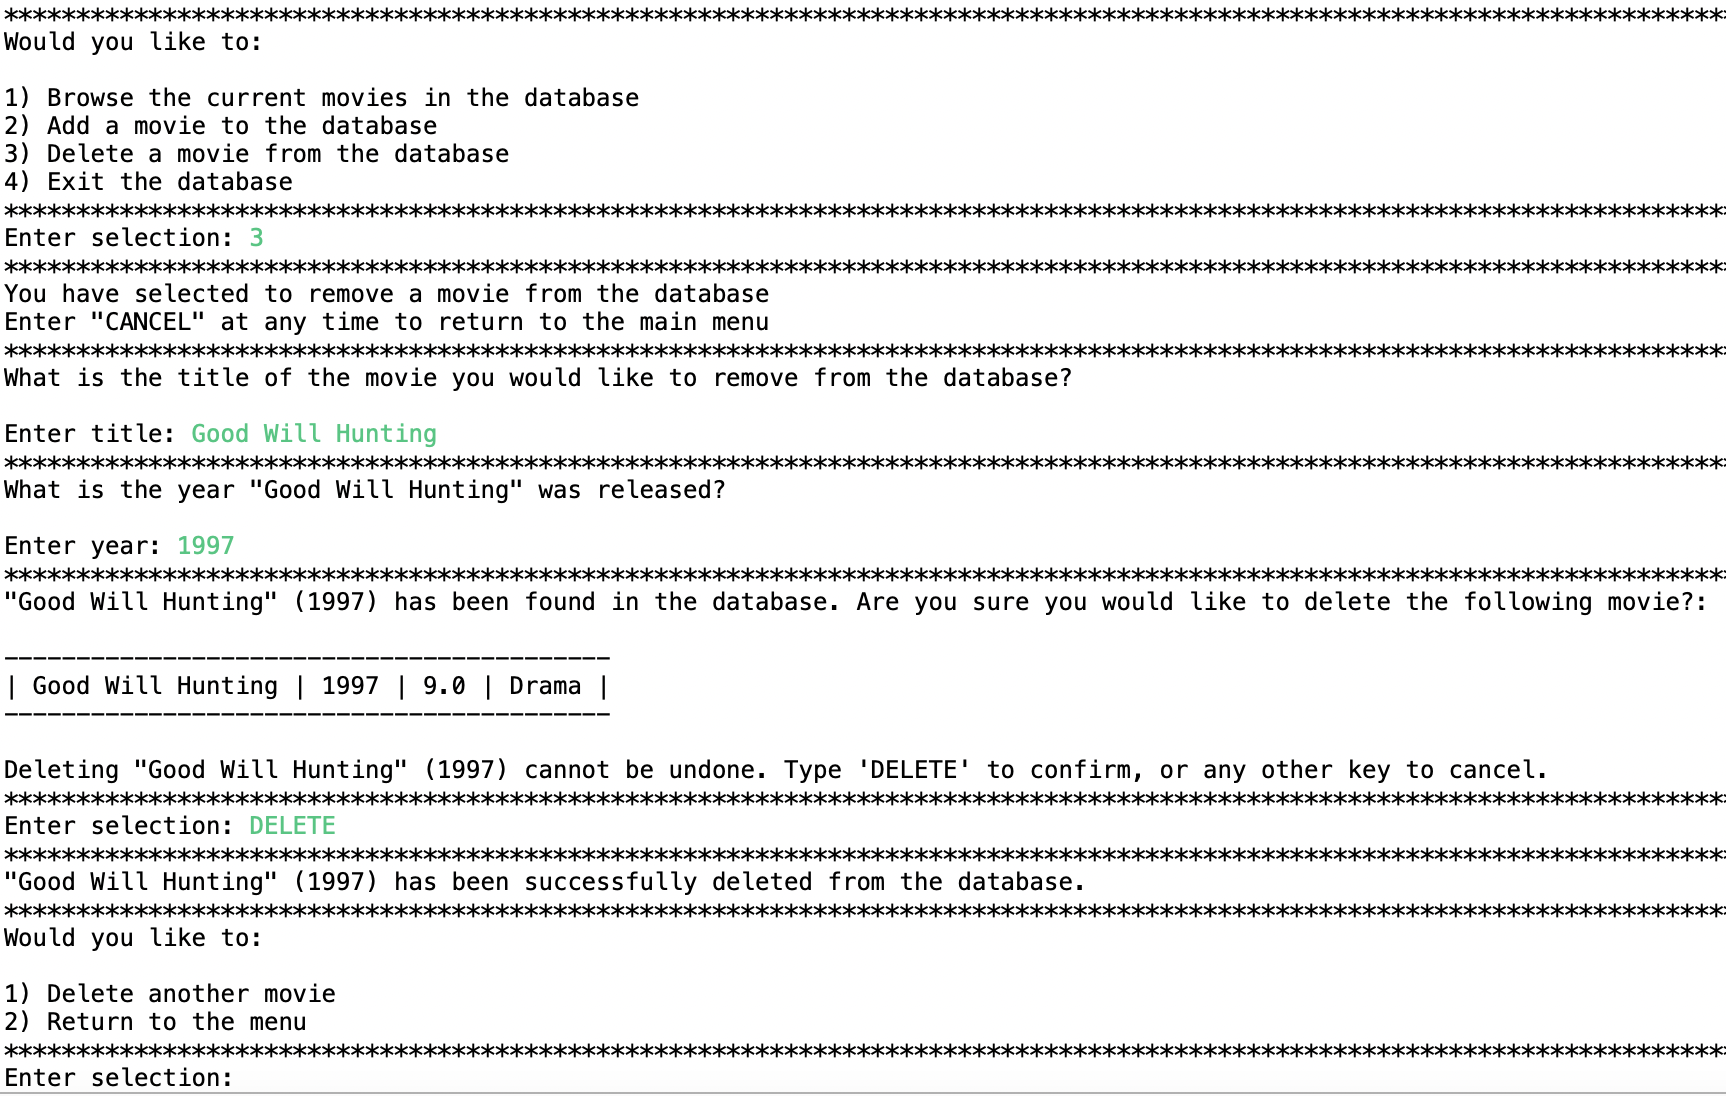 ************************************************************************************************************************
Would you like to:
1) Browse the current movies in the database
2) Add a movie to the database
3) Delete a movie from the database
4) Exit the database
************************************************************************************************************************
Enter selection: 3
************************************************************************************************************************
You have selected to remove a movie from the database
Enter "CANCEL" at any time to return to the main menu
************************************************************************************************************************
What is the title of the movie you would like to remove from the database?
Enter title: Good Will Hunting
************************************************************************************************************************
What is the year "Good Will Hunting" was released?
Enter year: 1997
************************************************************************************************************************
"Good Will Hunting" (1997) has been found in the database. Are you sure you would like to delete the following movie?:
------------------------------------------
| Good Will Hunting | 1997 | 9.0 | Drama |
------------------------------------------
Deleting "Good Will Hunting" (1997) cannot be undone. Type 'DELETE' to confirm, or any other key to cancel.
************************************************************************************************************************
Enter selection: DELETE
************************************************************************************************************************
"Good Will Hunting" (1997) has been successfully deleted from the database.
************************************************************************************************************************
Would you like to:
1) Delete another movie
2) Return to the menu
************************************************************************************************************************
Enter selection: